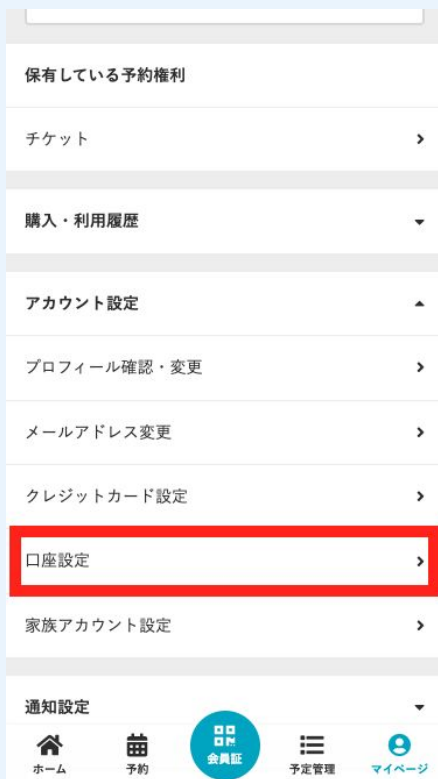 保有している予約権利
チケット
購入・利用履歴
アカウント設定
プロフィール確認・変更
メールアドレス変更
クレジットカード設定
口座設定
家族アカウント設定
通知設定
ホーム
予約
会員証
予定管理
マイページ